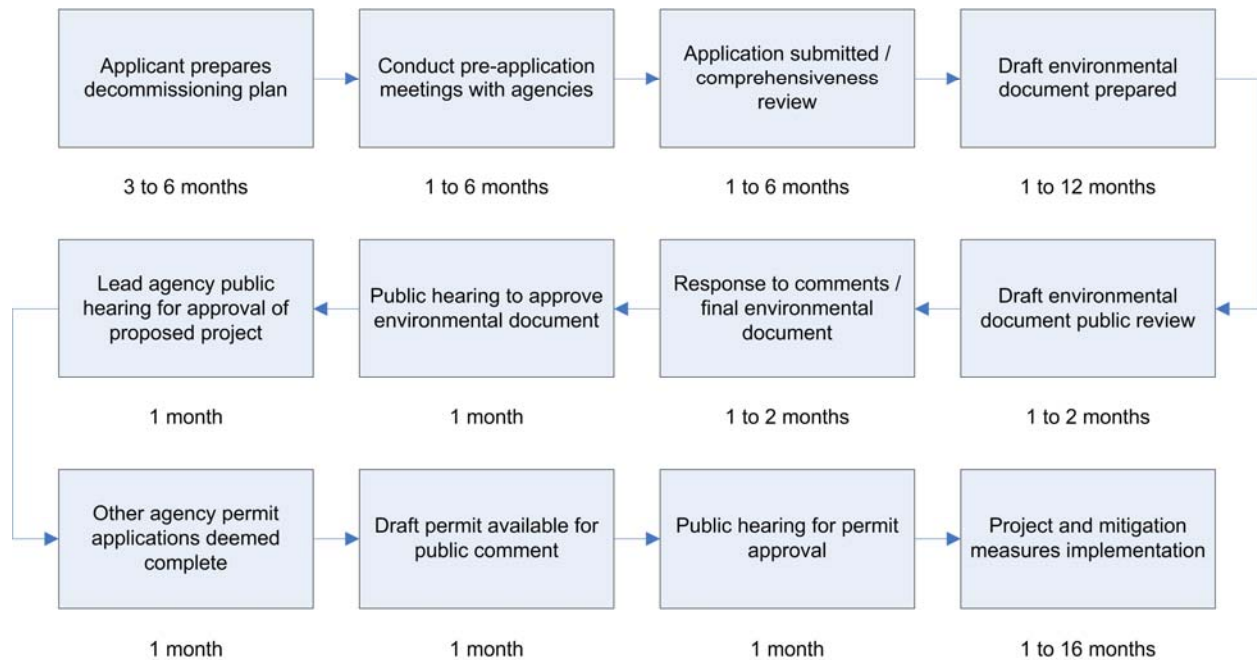 Applicant prepares
decommissioning plan
3 to 6 months
Conduct pre-application
meetings with agencies
1 to 6 months
Application submitted /
comprehensiveness
review
1 to 6 months
Draft environmental
document prepared
1 to 12 months
Draft environmental
document public review
1 to 2 months
Response to comments /
final environmental
document
1 to 2 months
Public hearing to approve
environmental document
1 month
Lead agency public
hearing for approval of
proposed project
1 month
Other agency permit
applications deemed
complete
1 month
Draft permit available for
public comment
1 month
Public hearing for permit
approval
1 month
Project and mitigation
measures implementation
1 to 16 months